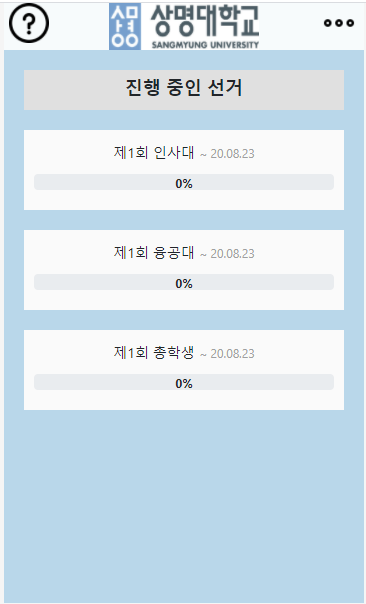 ?
상명 상명대학교
SANGMYUNG UNIVERSITY
진행 중인 선거
제1회 인사대 ~ 20.08.23
0%
제1회 융공대 ~ 20.08.23
0%
제1회 총학생 ~ 20.08.23
0%